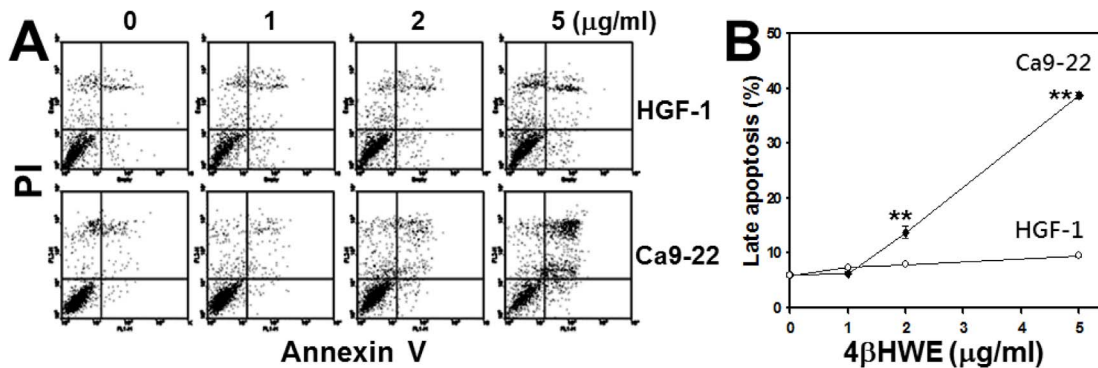 A
0 1 2 5 (μg/ml)
HGF-1
PI
Ca9-22
Annexin V
B
Ca9-22
**
**
HGF-1
Late apoptosis (%)
50
40
30
20
10
0
0 1 2 3 4 5
4βHWE (μg/ml)